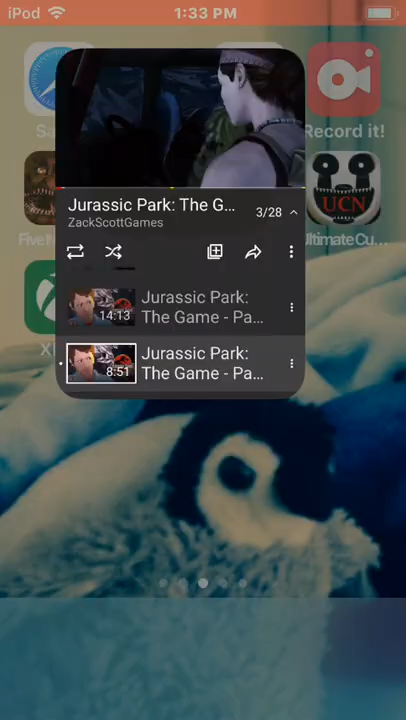 iPod 1:33 PM
Sa
Record it!
Five N
UCN
Ultimate Cu...
Jurassic Park: The G...
3/28
ZackScottGames
14:13
Jurassic Park:
The Game - Pa...
8:51
Jurassic Park:
The Game - Pa...
X